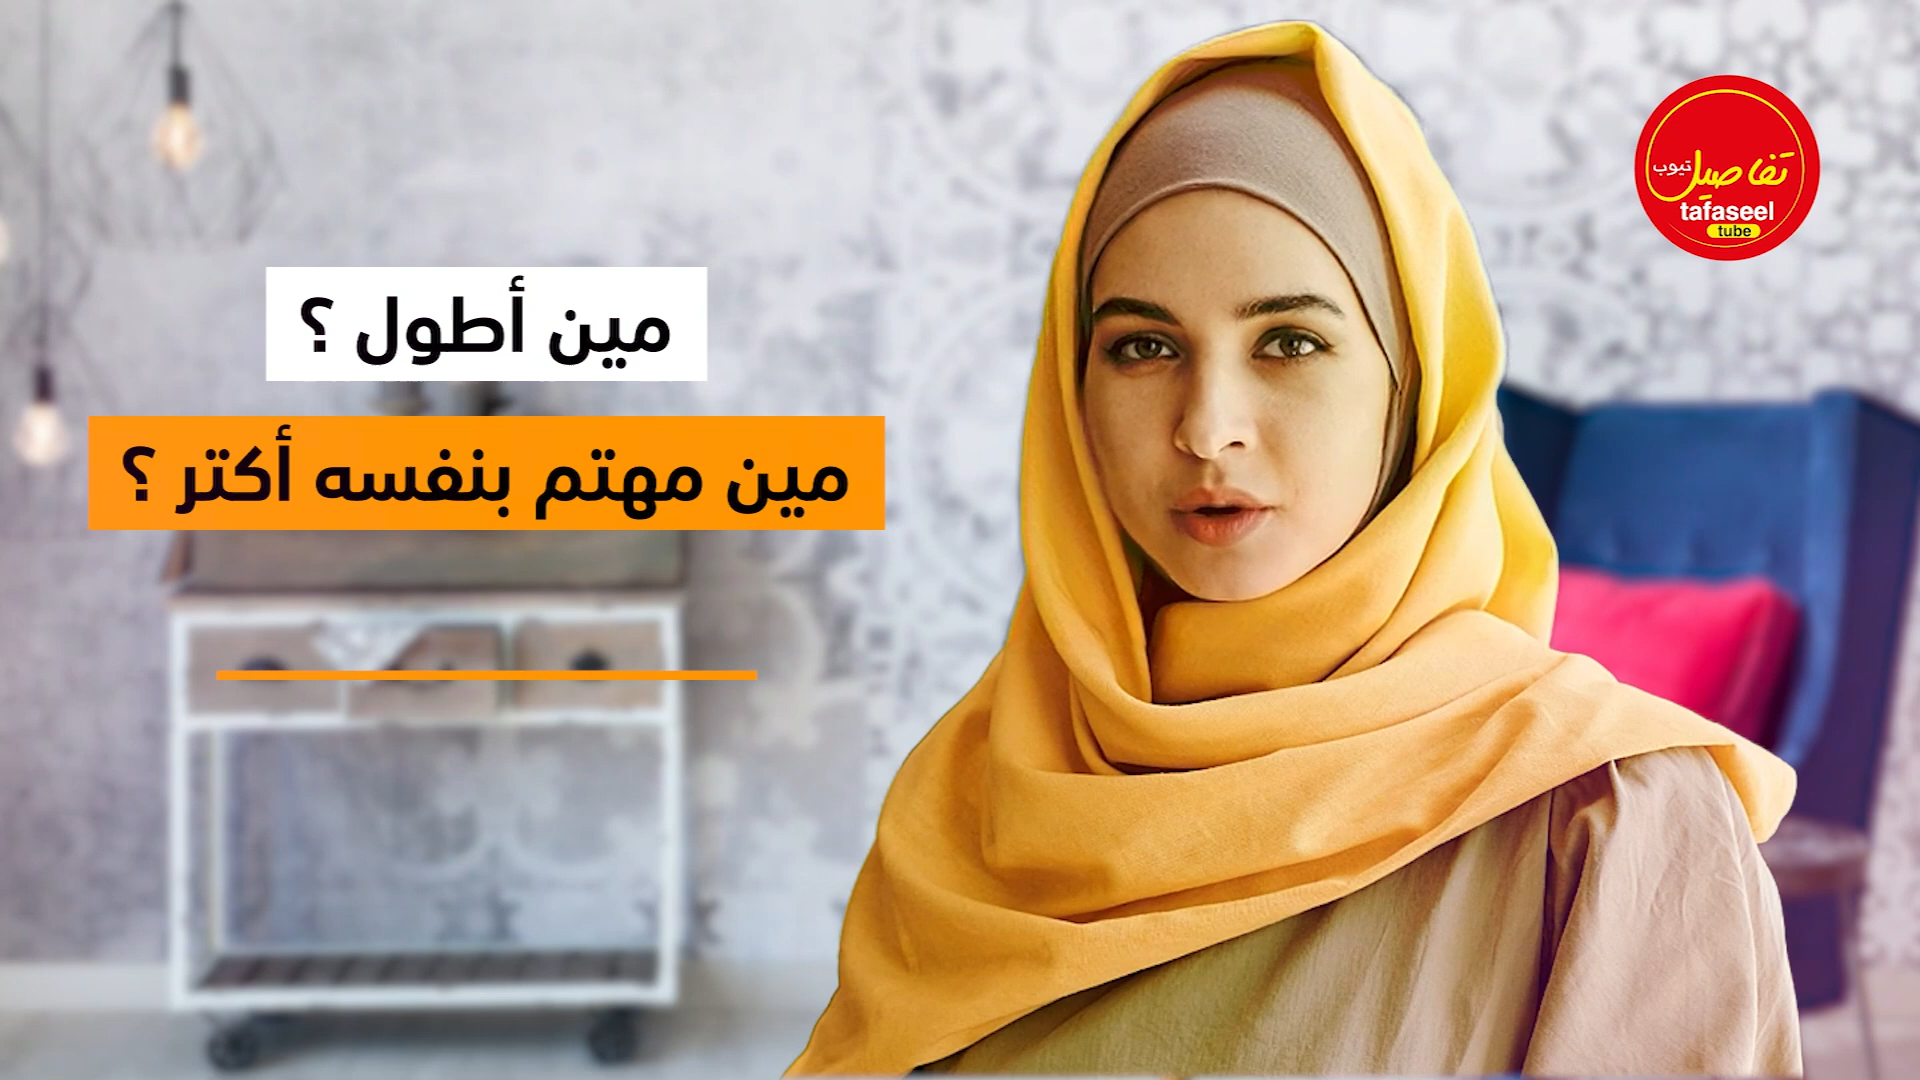 مين أطول ؟
مين مهتم بنفسه أكتر ؟
تفاصيل تيوب
tafaseel
tube